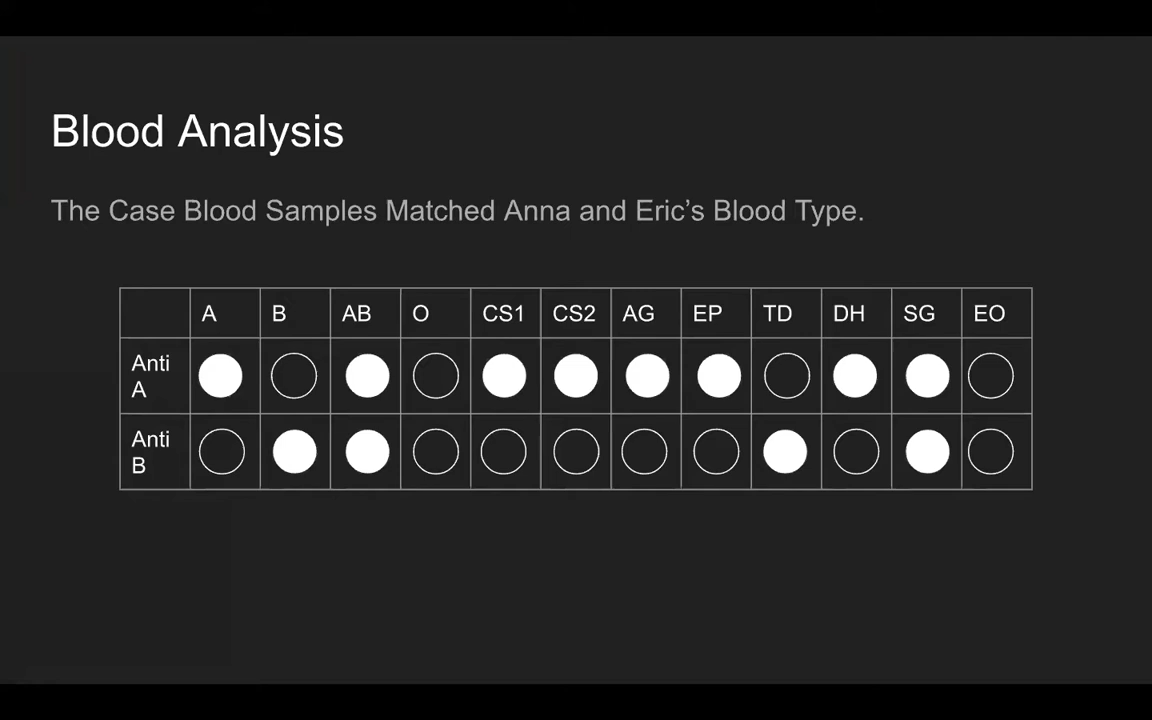 Blood Analysis
The Case Blood Samples Matched Anna and Eric’s Blood Type.
A B AB O CS1 CS2 AG EP TD DH SG EO
Anti
A
Anti
B